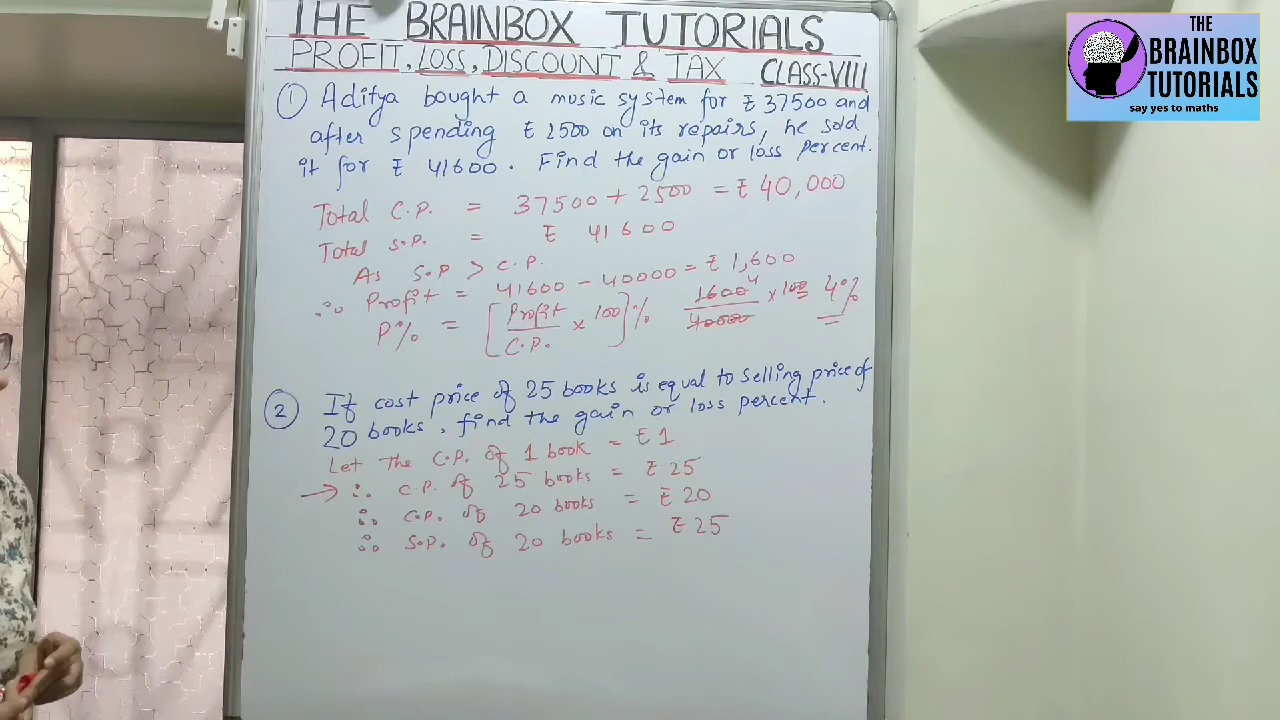 THE BRAINBOX TUTORIALS
PROFIT, LOSS, DISCOUNT & TAX CLASS-VIII
① Aditya bought a music system for ₹ 37500 and
after spending ₹ 2500 on its repairs, he sold
it for ₹ 41600. Find the gain or loss percent.
Total C.P. = 37500 + 2500 = ₹ 40,000
Total S.P. = ₹ 41600
As S.P > C.P.
∴ Profit = 41600 - 40000 = ₹ 1,600
P% = [Profit/C.P. × 100]% 1600 4/40000 × 100 = 4%
② If cost price of 25 books is equal to selling price of
20 books, find the gain or loss percent.
Let the C.P. of 1 book = ₹ 1
→ ∴ C.P. of 25 books = ₹ 25
∴ C.P. of 20 books = ₹ 20
∴ S.P. of 20 books = ₹ 25
THE
BRAINBOX
TUTORIALS
say yes to maths